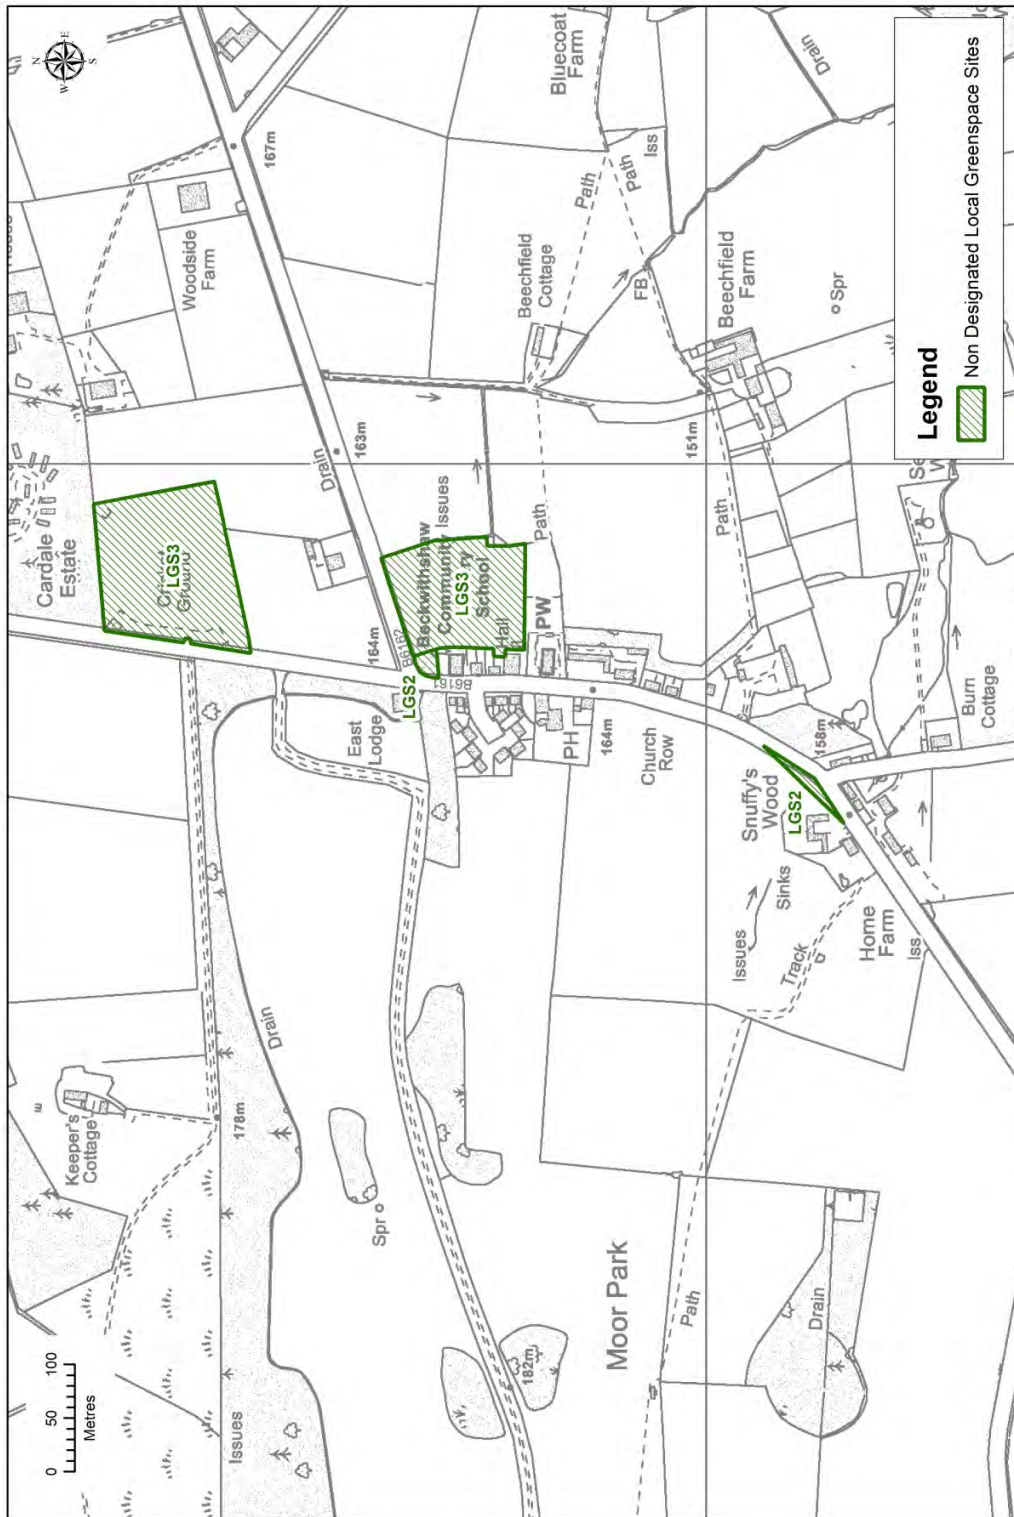 N
E
S
W
0 50 100
Metres
Keeper's
Cottage
178m
Issues
Drain
Spr
182m
Moor Park
Path
Drain
Track
Issues
Sinks
Home
Farm
Iss
Snuffy's
Wood
LGS2
158m
Burn
Cottage
Church
Row
164m
PH
PW
East
Lodge
LGS2
B6161
B6162
164m
Cardale
Estate
LGS3
Ground
Beckwithshaw
Community
LGS3
School
Hall
Issues
Path
Drain
163m
Woodside
Farm
167m
Beechfield
Cottage
Path
Path
Iss
FB
Bluecoat
Farm
Drain
Beechfield
Farm
Spr
151m
Path
Legend
Non Designated Local Greenspace Sites